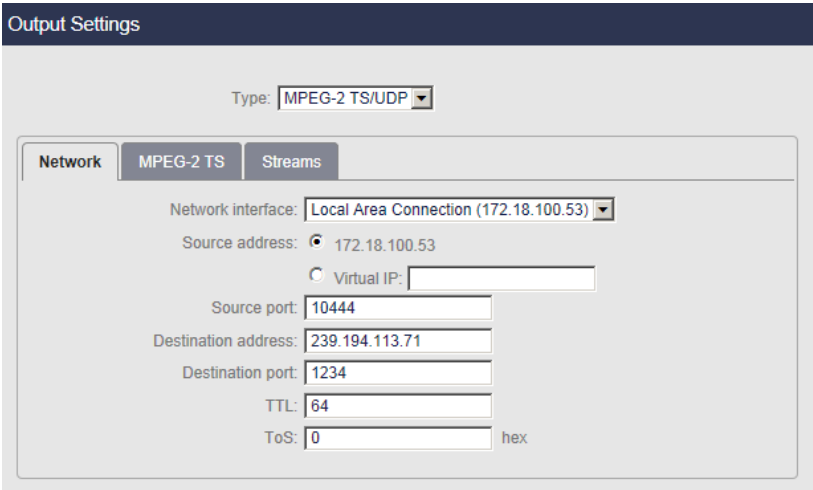 Output Settings
Type: MPEG-2 TS/UDP
Network MPEG-2 TS Streams
Network interface: Local Area Connection (172.18.100.53)
Source address: 172.18.100.53
Virtual IP:
Source port: 10444
Destination address: 239.194.113.71
Destination port: 1234
TTL: 64
ToS: 0 hex